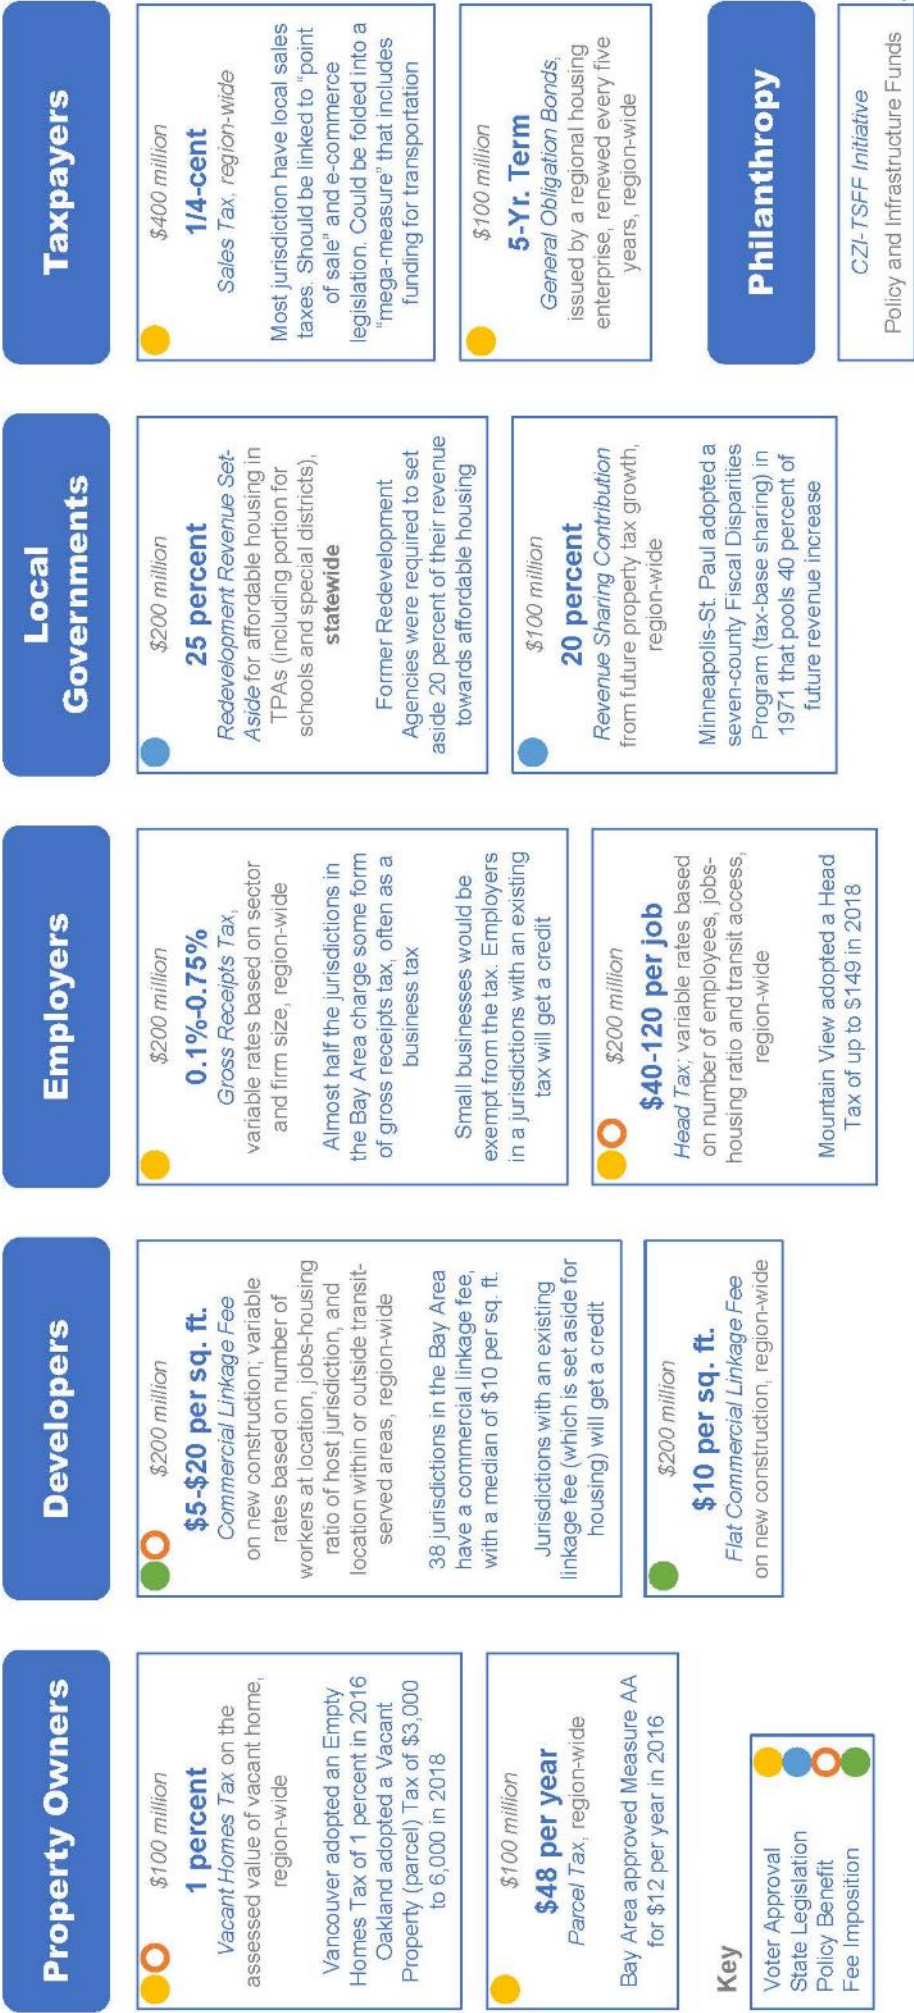 Property Owners
$100 million
1 percent
Vacant Homes Tax on the
assessed value of vacant home,
region-wide
Vancouver adopted an Empty
Homes Tax of 1 percent in 2016
Oakland adopted a Vacant
Property (parcel) Tax of $3,000
to 6,000 in 2018
$100 million
$48 per year
Parcel Tax, region-wide
Bay Area approved Measure AA
for $12 per year in 2016
Key
Voter Approval
State Legislation
Policy Benefit
Fee Imposition
Developers
$200 million
$5-$20 per sq. ft.
Commercial Linkage Fee
on new construction; variable
rates based on number of
workers at location, jobs-housing
ratio of host jurisdiction, and
location within or outside transit-
served areas, region-wide
38 jurisdictions in the Bay Area
have a commercial linkage fee,
with a median of $10 per sq. ft.
Jurisdictions with an existing
linkage fee (which is set aside for
housing) will get a credit
$200 million
$10 per sq. ft.
Flat Commercial Linkage Fee
on new construction, region-wide
Employers
$200 million
0.1%-0.75%
Gross Receipts Tax,
variable rates based on sector
and firm size, region-wide
Almost half the jurisdictions in
the Bay Area charge some form
of gross receipts tax, often as a
business tax
Small businesses would be
exempt from the tax. Employers
in a jurisdictions with an existing
tax will get a credit
$200 million
$40-120 per job
Head Tax; variable rates based
on number of employees, jobs-
housing ratio and transit access,
region-wide
Mountain View adopted a Head
Tax of up to $149 in 2018
Local
Governments
$200 million
25 percent
Redevelopment Revenue Set-
Aside for affordable housing in
TPAs (including portion for
schools and special districts),
statewide
Former Redevelopment
Agencies were required to set
aside 20 percent of their revenue
towards affordable housing
$100 million
20 percent
Revenue Sharing Contribution
from future property tax growth,
region-wide
Minneapolis-St. Paul adopted a
seven-county Fiscal Disparities
Program (tax-base sharing) in
1971 that pools 40 percent of
future revenue increase
Taxpayers
$400 million
1/4-cent
Sales Tax, region-wide
Most jurisdiction have local sales
taxes. Should be linked to "point
of sale" and e-commerce
legislation. Could be folded into a
"mega-measure" that includes
funding for transportation
$100 million
5-Yr. Term
General Obligation Bonds,
issued by a regional housing
enterprise, renewed every five
years, region-wide
Philanthropy
CZI-TSFF Initiative
Policy and Infrastructure Funds